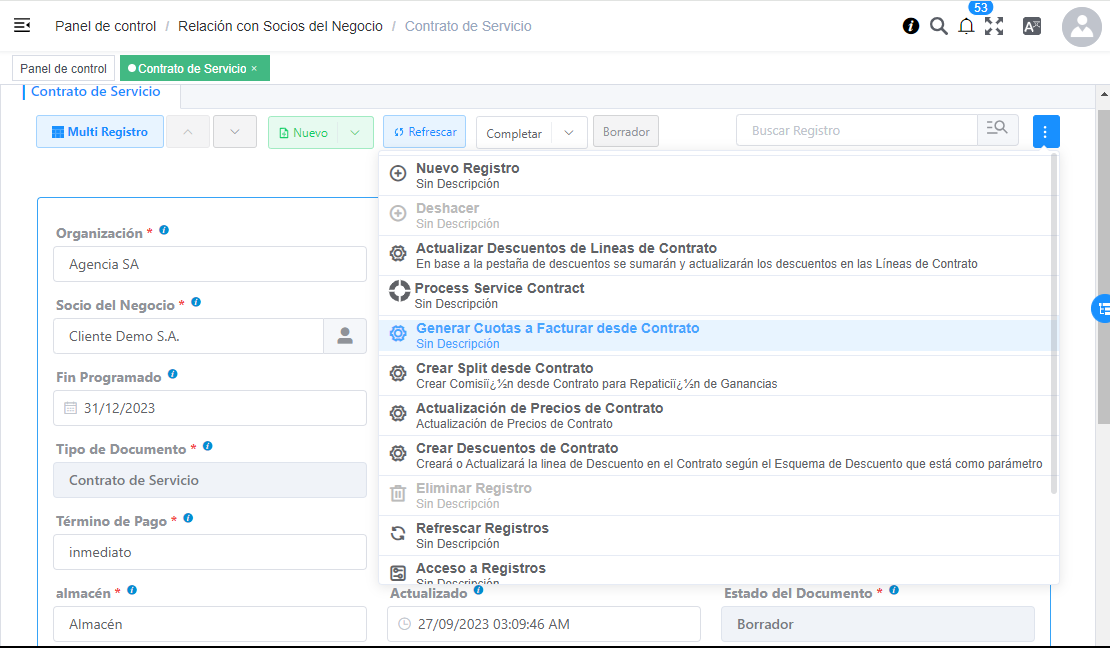 Panel de control / Relación con Socios del Negocio / Contrato de Servicio
53
Panel de control
Contrato de Servicio ×
Contrato de Servicio
Multi Registro
Nuevo
Refrescar
Completar
Borrador
Buscar Registro
Nuevo Registro
Sin Descripción
Deshacer
Sin Descripción
Actualizar Descuentos de Lineas de Contrato
En base a la pestaña de descuentos se sumarán y actualizarán los descuentos en las Líneas de Contrato
Process Service Contract
Sin Descripción
Generar Cuotas a Facturar desde Contrato
Sin Descripción
Crear Split desde Contrato
Crear Comisiï¿½n desde Contrato para Repaticiï¿½n de Ganancias
Actualización de Precios de Contrato
Actualización de Precios de Contrato
Crear Descuentos de Contrato
Creará o Actualizará la linea de Descuento en el Contrato según el Esquema de Descuento que está como parámetro
Eliminar Registro
Sin Descripción
Refrescar Registros
Sin Descripción
Acceso a Registros
Sin Descripción
Organización *
Agencia SA
Socio del Negocio *
Cliente Demo S.A.
Fin Programado
31/12/2023
Tipo de Documento *
Contrato de Servicio
Término de Pago *
inmediato
almacén *
Almacén
Actualizado
27/09/2023 03:09:46 AM
Estado del Documento *
Borrador